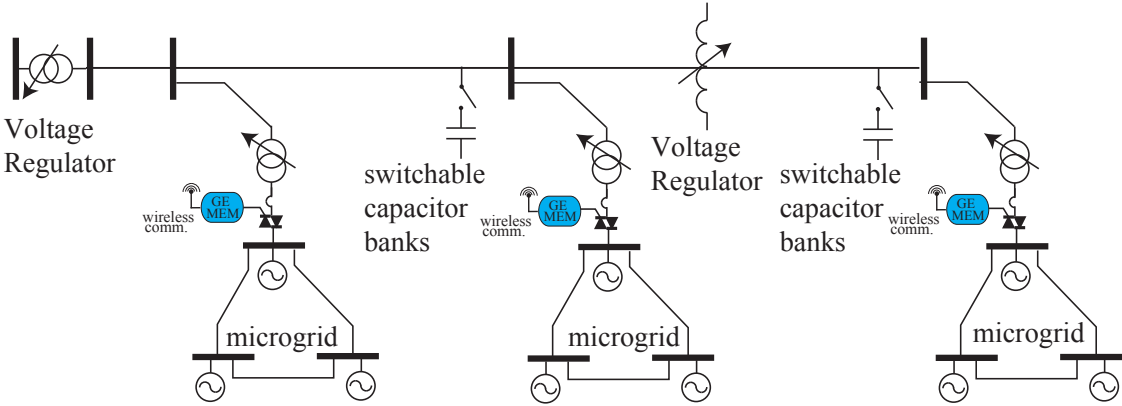 Voltage
Regulator
switchable
capacitor
banks
Voltage
Regulator
switchable
capacitor
banks
GE
MEM
wireless
comm.
GE
MEM
wireless
comm.
GE
MEM
wireless
comm.
microgrid
microgrid
microgrid